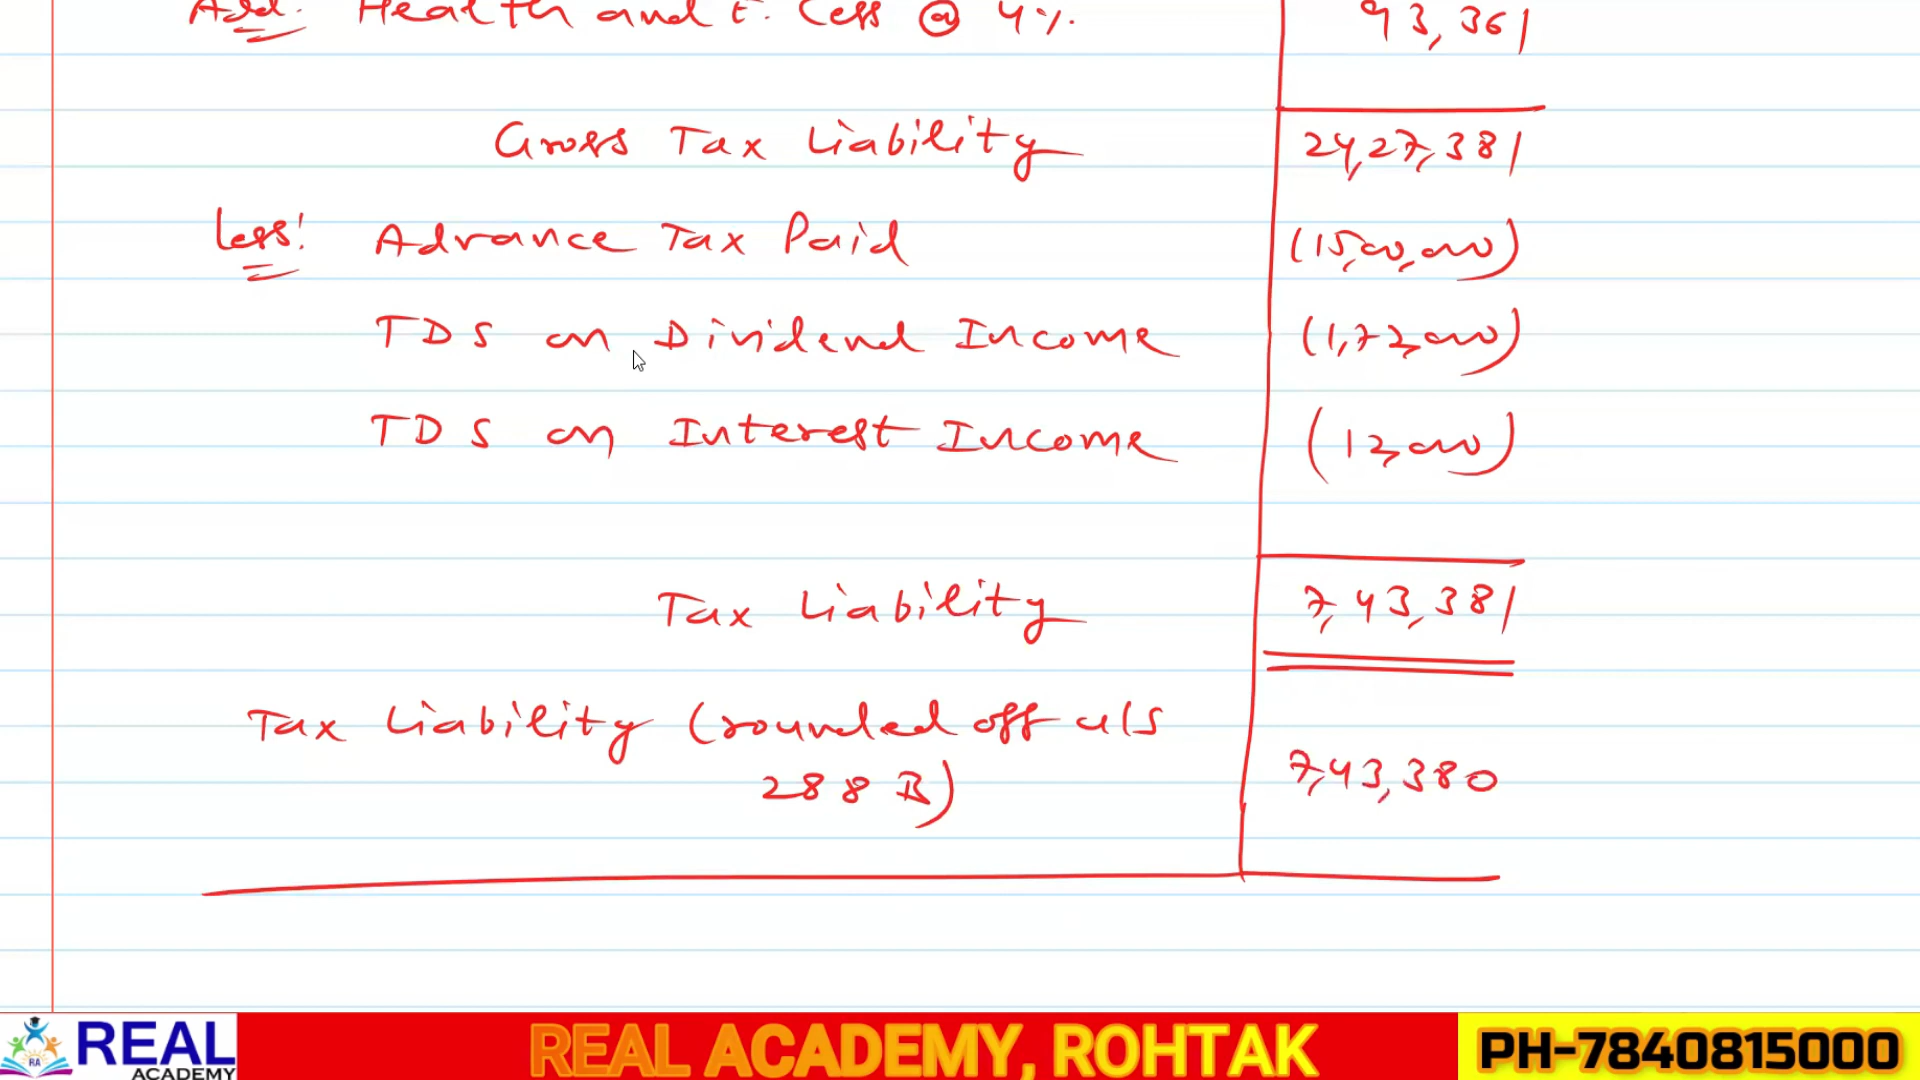 Add: Health and E. Cess @ 4%. 93,361
Gross Tax Liability 24,27,381
Less: Advance Tax Paid (15,00,000)
TDS on Dividend Income (1,72,000)
TDS on Interest Income (12,000)
Tax Liability 7,43,381
Tax Liability (rounded off u/s
288 B) 7,43,380
RA
REAL
ACADEMY
REAL ACADEMY, ROHTAK
PH-7840815000